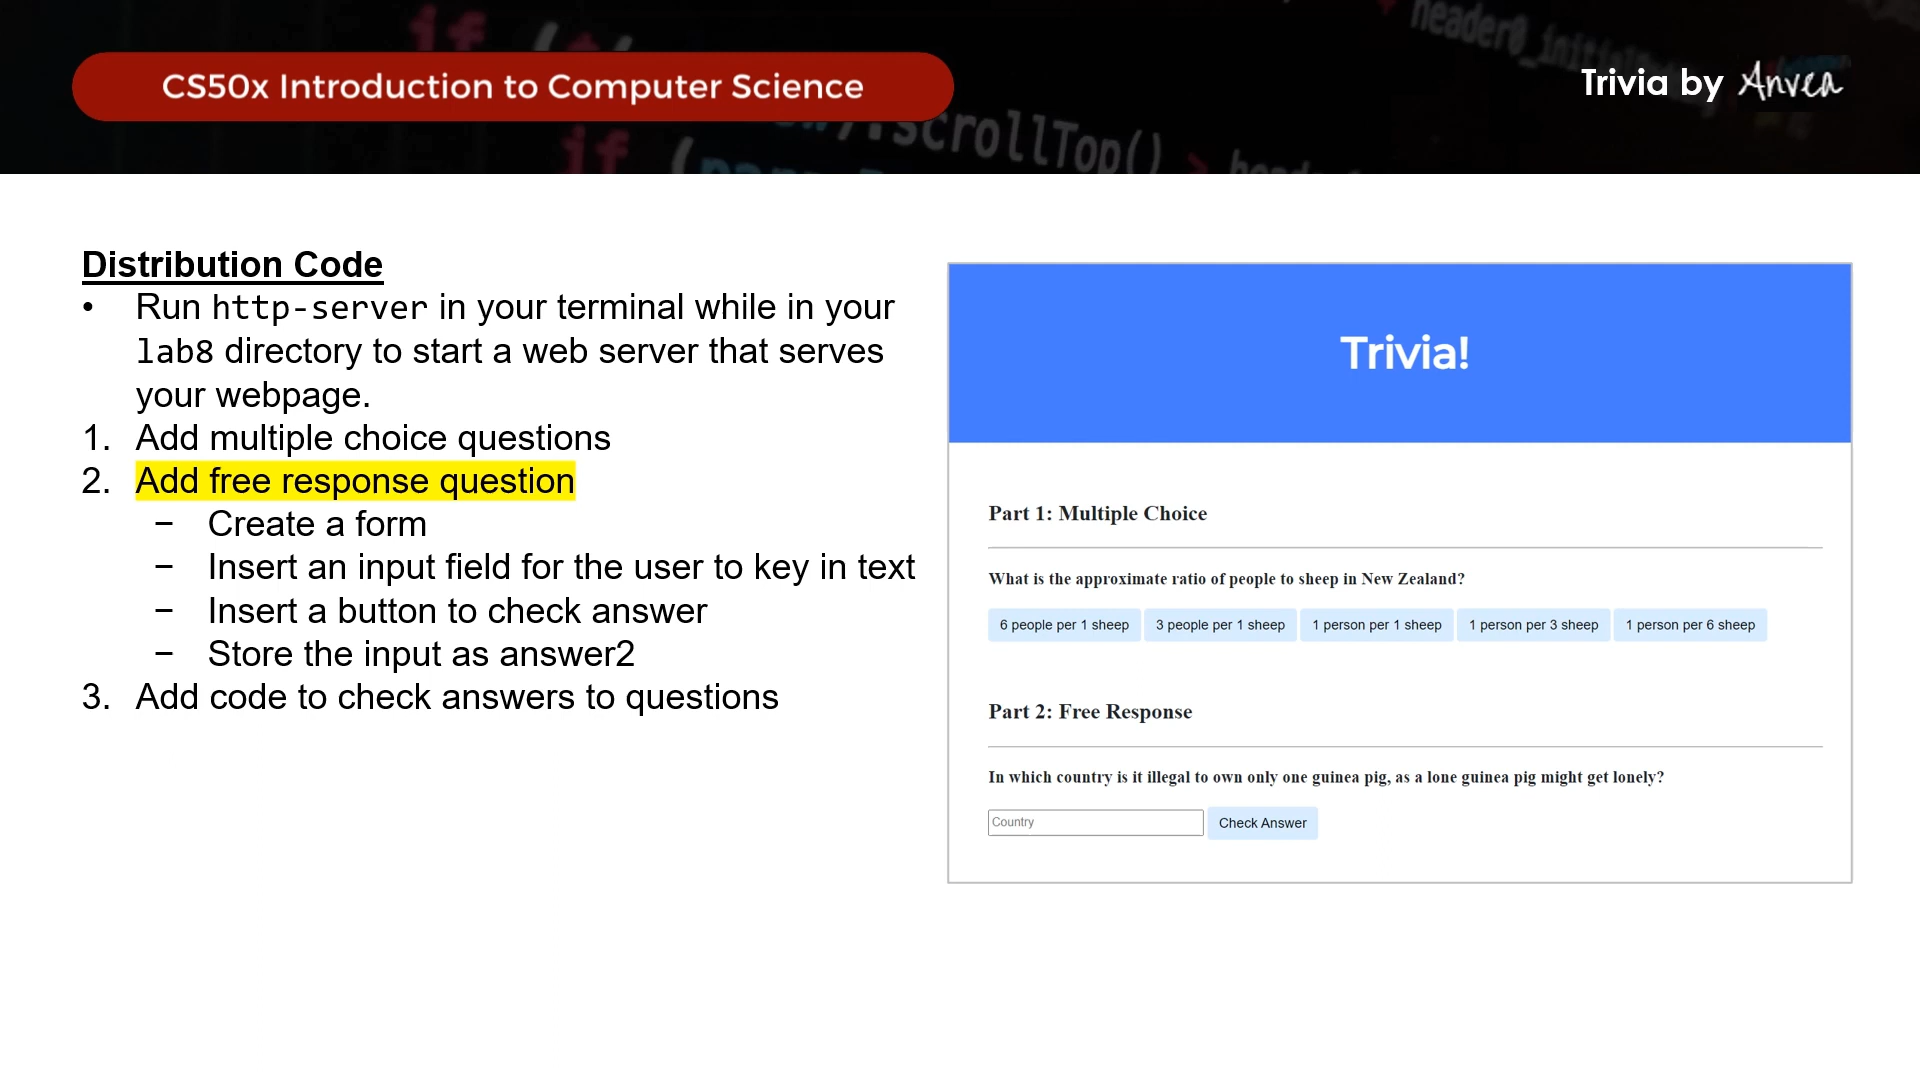 if (
header0_initi
CS50x Introduction to Computer Science
Trivia by Anvea
.scrollTop() >
if (
Distribution Code
• Run http-server in your terminal while in your
lab8 directory to start a web server that serves
your webpage.
1. Add multiple choice questions
2. Add free response question
− Create a form
− Insert an input field for the user to key in text
− Insert a button to check answer
− Store the input as answer2
3. Add code to check answers to questions
Trivia!
Part 1: Multiple Choice
What is the approximate ratio of people to sheep in New Zealand?
6 people per 1 sheep 3 people per 1 sheep 1 person per 1 sheep 1 person per 3 sheep 1 person per 6 sheep
Part 2: Free Response
In which country is it illegal to own only one guinea pig, as a lone guinea pig might get lonely?
Country Check Answer